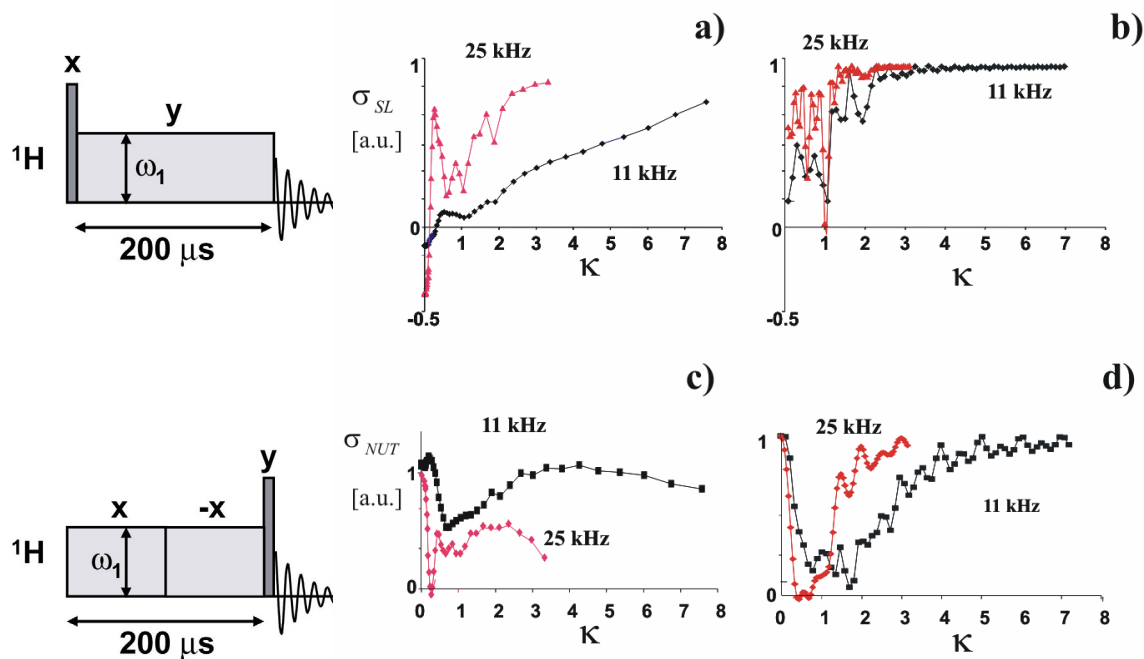 a)
b)
x
y
¹H
ω₁
200 μs
σ_SL
[a.u.]
25 kHz
11 kHz
1
0
-0.5
0 1 2 3 4 5 6 7 8
κ
25 kHz
11 kHz
1
0
-0.5
0 1 2 3 4 5 6 7 8
κ
c)
d)
x
-x
y
¹H
ω₁
200 μs
σ_NUT
[a.u.]
11 kHz
25 kHz
1
0
0 1 2 3 4 5 6 7 8
κ
25 kHz
11 kHz
1
0
0 1 2 3 4 5 6 7 8
κ